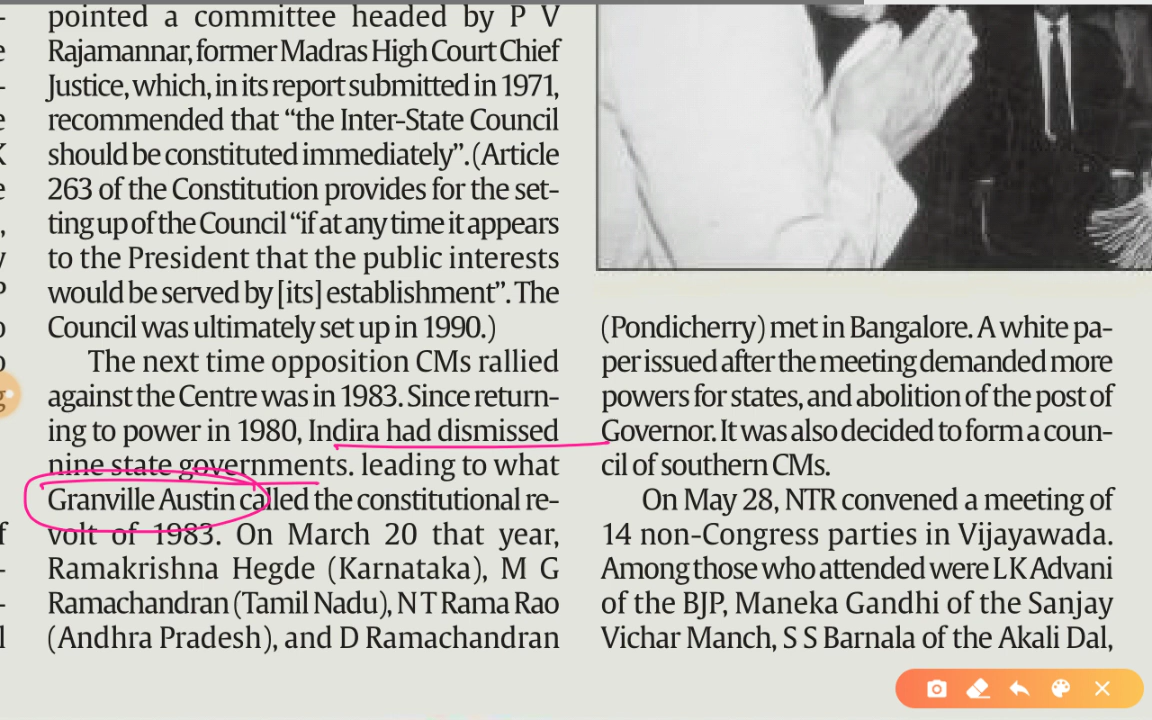 pointed a committee headed by P V
Rajamannar, former Madras High Court Chief
Justice, which, in its report submitted in 1971,
recommended that “the Inter-State Council
should be constituted immediately”. (Article
263 of the Constitution provides for the set-
ting up of the Council “if at any time it appears
to the President that the public interests
would be served by [its] establishment”. The
Council was ultimately set up in 1990.)
The next time opposition CMs rallied
against the Centre was in 1983. Since return-
ing to power in 1980, Indira had dismissed
nine state governments. leading to what
Granville Austin called the constitutional re-
volt of 1983. On March 20 that year,
Ramakrishna Hegde (Karnataka), M G
Ramachandran (Tamil Nadu), N T Rama Rao
(Andhra Pradesh), and D Ramachandran
(Pondicherry) met in Bangalore. A white pa-
per issued after the meeting demanded more
powers for states, and abolition of the post of
Governor. It was also decided to form a coun-
cil of southern CMs.
On May 28, NTR convened a meeting of
14 non-Congress parties in Vijayawada.
Among those who attended were L K Advani
of the BJP, Maneka Gandhi of the Sanjay
Vichar Manch, S S Barnala of the Akali Dal,